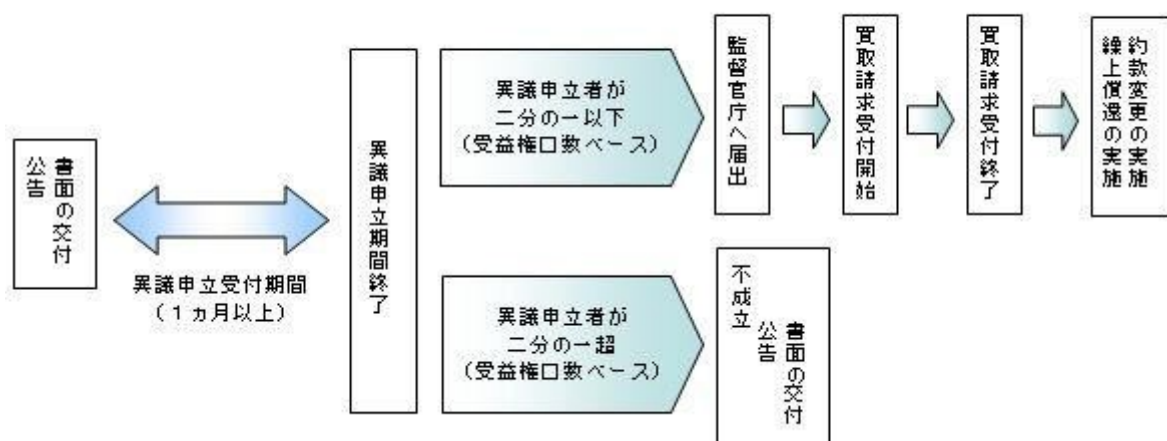 書面の交付
公告
異議申立受付期間
（１ヵ月以上）
異議申立期間終了
異議申立者が
二分の一以下
（受益権口数ベース）
監督官庁へ届出
買取請求受付開始
買取請求受付終了
約款変更の実施
繰上償還の実施
異議申立者が
二分の一超
（受益権口数ベース）
不成立
書面の交付
公告